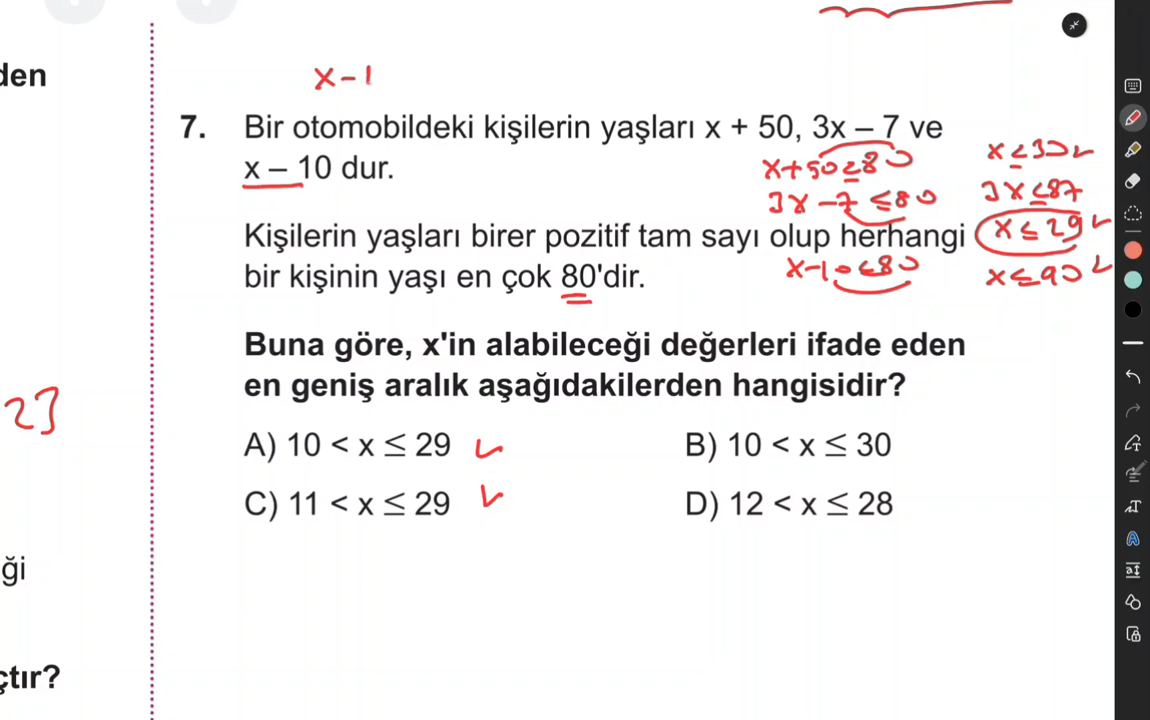 den
x-1
7. Bir otomobildeki kişilerin yaşları x + 50, 3x – 7 ve
x – 10 dur.
x+50≤80
x≤30
3x-7≤80
3x≤87
Kişilerin yaşları birer pozitif tam sayı olup herhangi
x≤29
bir kişinin yaşı en çok 80'dir.
x-10≤80
x≤90
Buna göre, x'in alabileceği değerleri ifade eden
en geniş aralık aşağıdakilerden hangisidir?
23
A) 10 < x ≤ 29
B) 10 < x ≤ 30
C) 11 < x ≤ 29
D) 12 < x ≤ 28
ği
çtır?